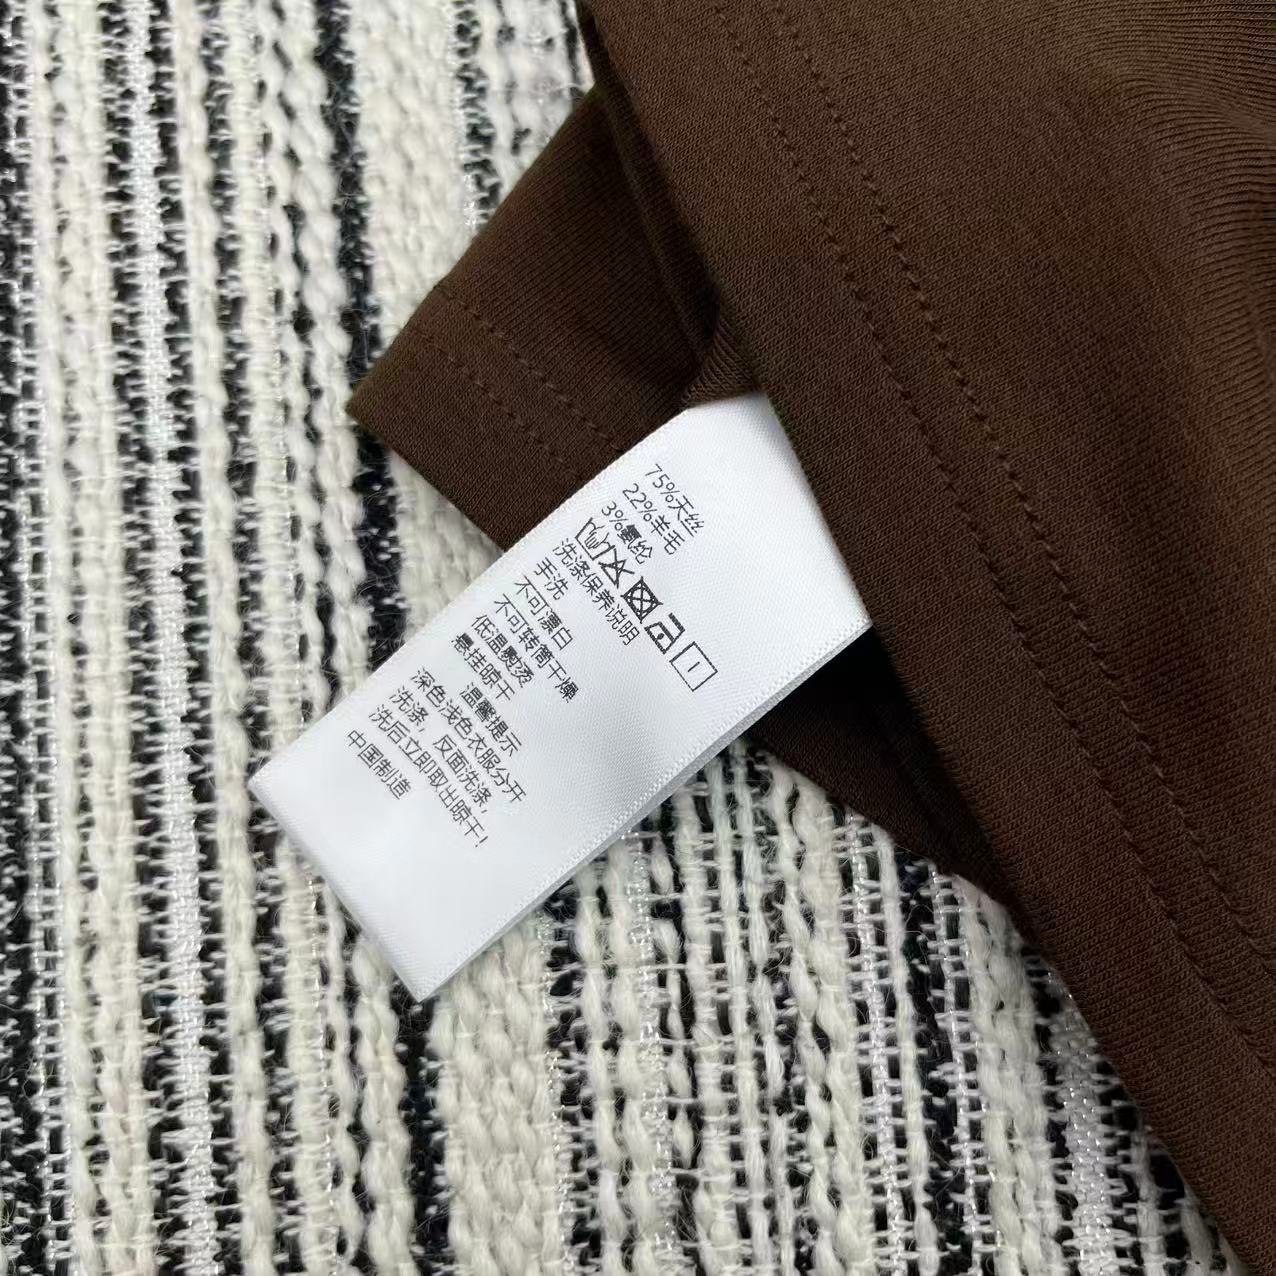 75%天丝
22%羊毛
3%氨纶
洗涤保养说明
手洗
不可漂白
不可转筒干燥
低温熨烫
悬挂晾干
温馨提示
深色浅色衣服分开
洗涤，反面洗涤，
洗后立即取出晾干!
中国制造